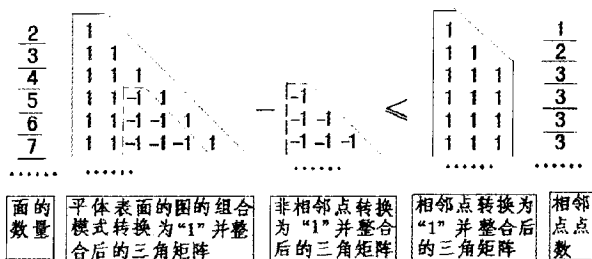 2 1 1 1
3 1 1 1 1 2
4 1 1 1 1 1 1 3
5 1 1 -1 1 -1 1 1 1 3
6 1 1 -1 -1 1 − -1 -1 ≤ 1 1 1 3
7 1 1 -1 -1 -1 1 -1 -1 -1 1 1 1 3
…… …… …… …… ……
面的
数量
平体表面的图的组合
模式转换为“1”并整
合后的三角矩阵
非相邻点转换
为“1”并整合
后的三角矩阵
相邻点转换为
“1”并整合后
的三角矩阵
相邻
点点
数